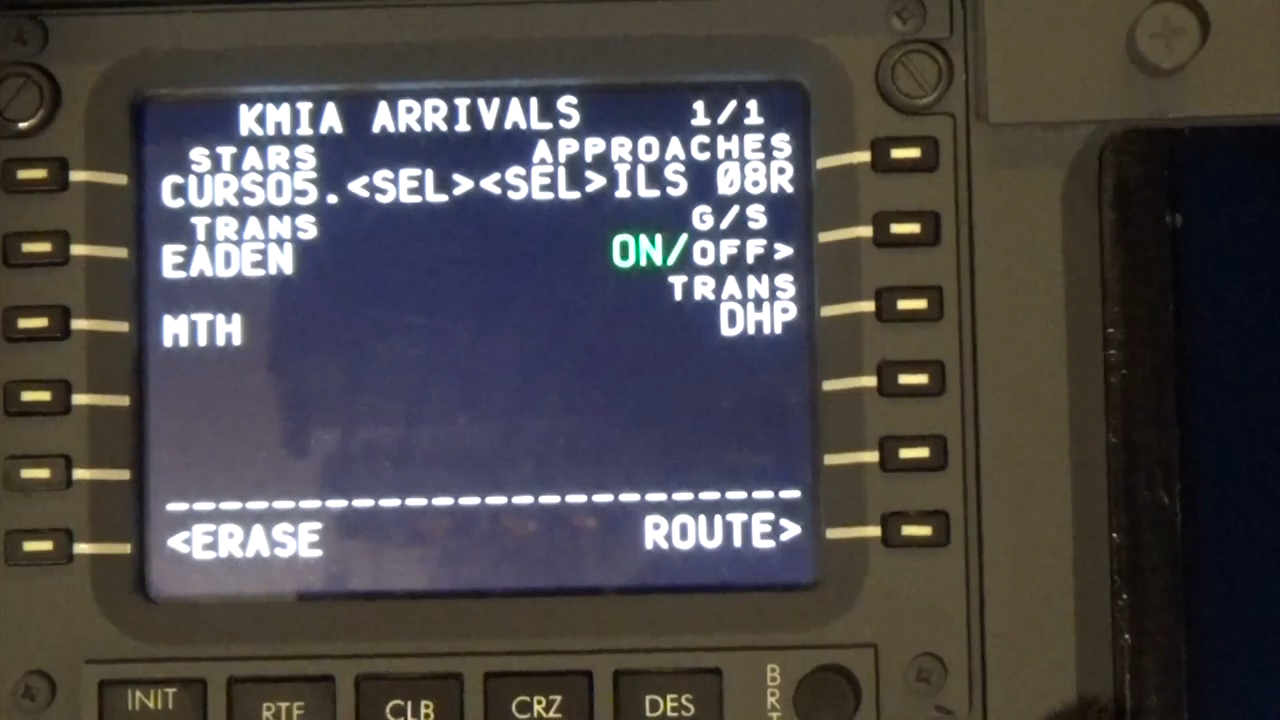 KMIA ARRIVALS 1/1
STARS APPROACHES
CURSO5.<SEL><SEL>ILS 08R
TRANS G/S
EADEN ON/OFF>
TRANS
MTH DHP
--------------------------------
<ERASE ROUTE>
INIT RTE CLB CRZ DES BRT